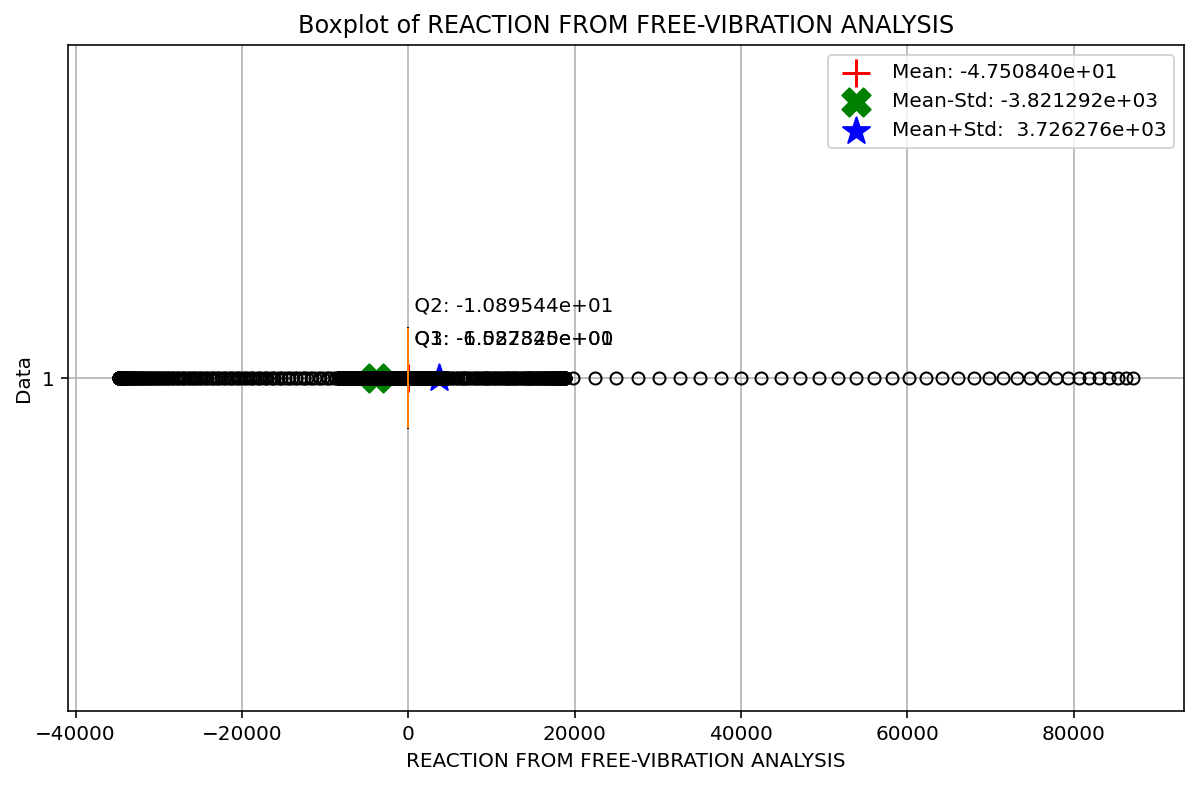 Boxplot of REACTION FROM FREE-VIBRATION ANALYSIS
Mean: -4.750840e+01
Mean-Std: -3.821292e+03
Mean+Std: 3.726276e+03
Q2: -1.089544e+01
Data
1
−40000
−20000
0
20000
40000
60000
80000
REACTION FROM FREE-VIBRATION ANALYSIS